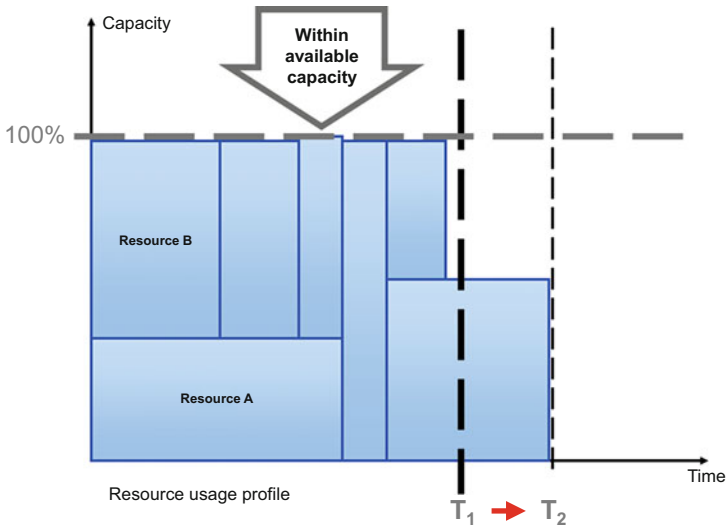 Capacity
Within
available
capacity
100%
Resource B
Resource A
Time
Resource usage profile
T₁
T₂